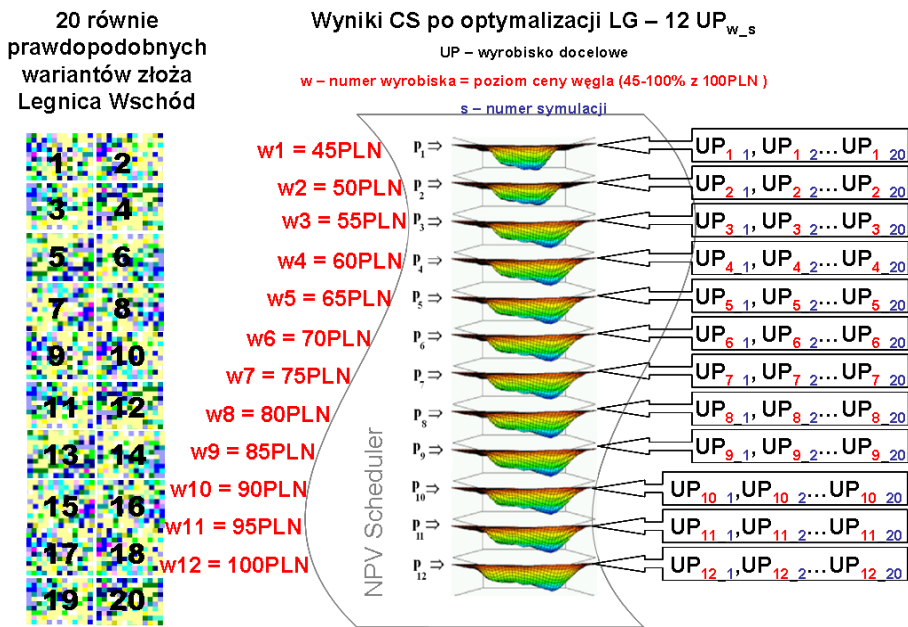 20 równie
prawdopodobnych
wariantów złoża
Legnica Wschód
Wyniki CS po optymalizacji LG – 12 UPw_s
UP – wyrobisko docelowe
w – numer wyrobiska = poziom ceny węgla (45-100% z 100PLN )
s – numer symulacji
1 2
3 4
5 6
7 8
9 10
11 12
13 14
15 16
17 18
19 20
w1 = 45PLN
w2 = 50PLN
w3 = 55PLN
w4 = 60PLN
w5 = 65PLN
w6 = 70PLN
w7 = 75PLN
w8 = 80PLN
w9 = 85PLN
w10 = 90PLN
w11 = 95PLN
w12 = 100PLN
NPV Scheduler
p1 ⇒
p2 ⇒
p3 ⇒
p4 ⇒
p5 ⇒
p6 ⇒
p7 ⇒
p8 ⇒
p9 ⇒
p10 ⇒
p11 ⇒
p12 ⇒
UP1_1, UP1_2... UP1_20
UP2_1, UP2_2... UP2_20
UP3_1, UP3_2... UP3_20
UP4_1, UP4_2... UP4_20
UP5_1, UP5_2... UP5_20
UP6_1, UP6_2... UP6_20
UP7_1, UP7_2... UP7_20
UP8_1, UP8_2... UP8_20
UP9_1, UP9_2... UP9_20
UP10_1,UP10_2... UP10_20
UP11_1,UP11_2... UP11_20
UP12_1,UP12_2... UP12_20